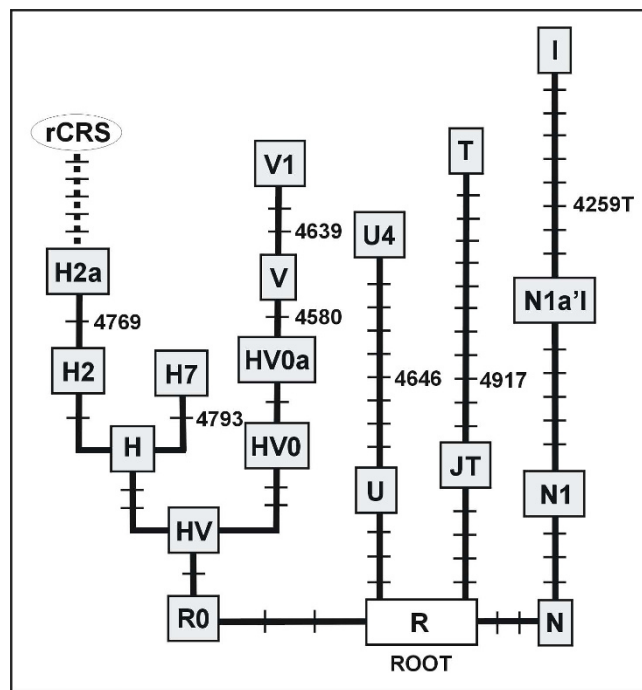 I
rCRS
T
V1
4259T
4639
U4
H2a
V
N1a'I
4769
4580
H2
H7
HV0a
4646
4917
4793
H
HV0
JT
U
N1
HV
R0
R
N
ROOT